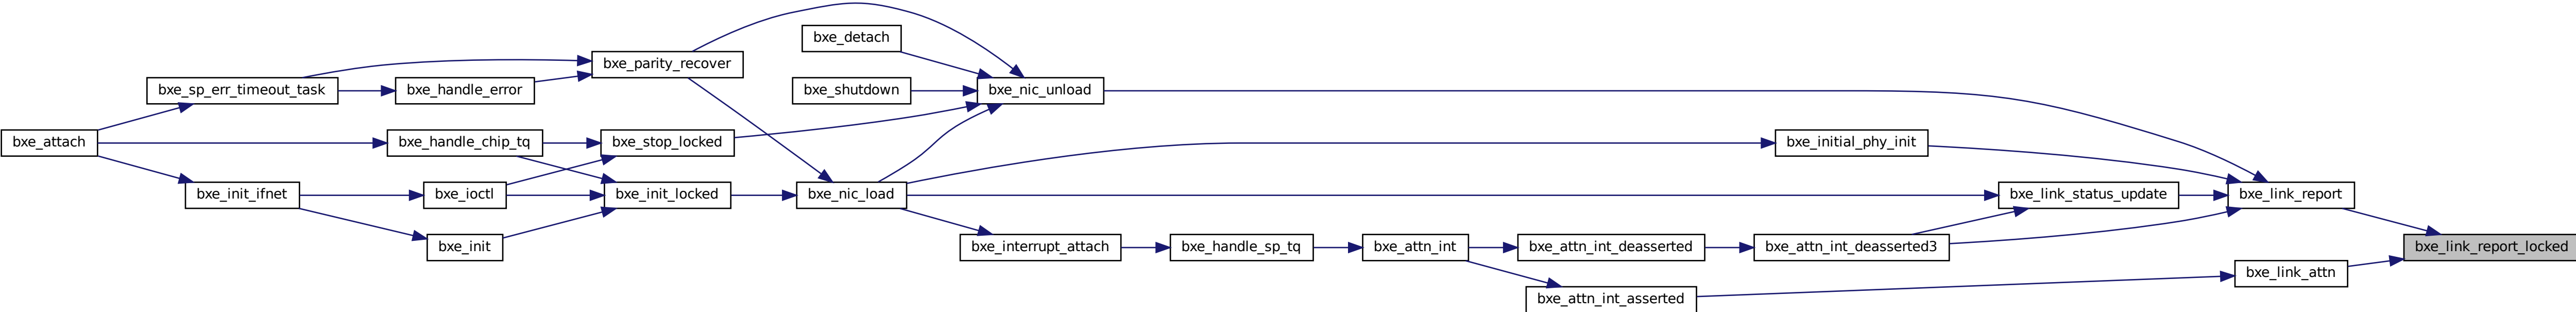 bxe_detach
bxe_parity_recover
bxe_sp_err_timeout_task
bxe_handle_error
bxe_shutdown
bxe_nic_unload
bxe_attach
bxe_handle_chip_tq
bxe_stop_locked
bxe_initial_phy_init
bxe_init_ifnet
bxe_ioctl
bxe_init_locked
bxe_nic_load
bxe_link_status_update
bxe_link_report
bxe_init
bxe_interrupt_attach
bxe_handle_sp_tq
bxe_attn_int
bxe_attn_int_deasserted
bxe_attn_int_deasserted3
bxe_link_report_locked
bxe_link_attn
bxe_attn_int_asserted